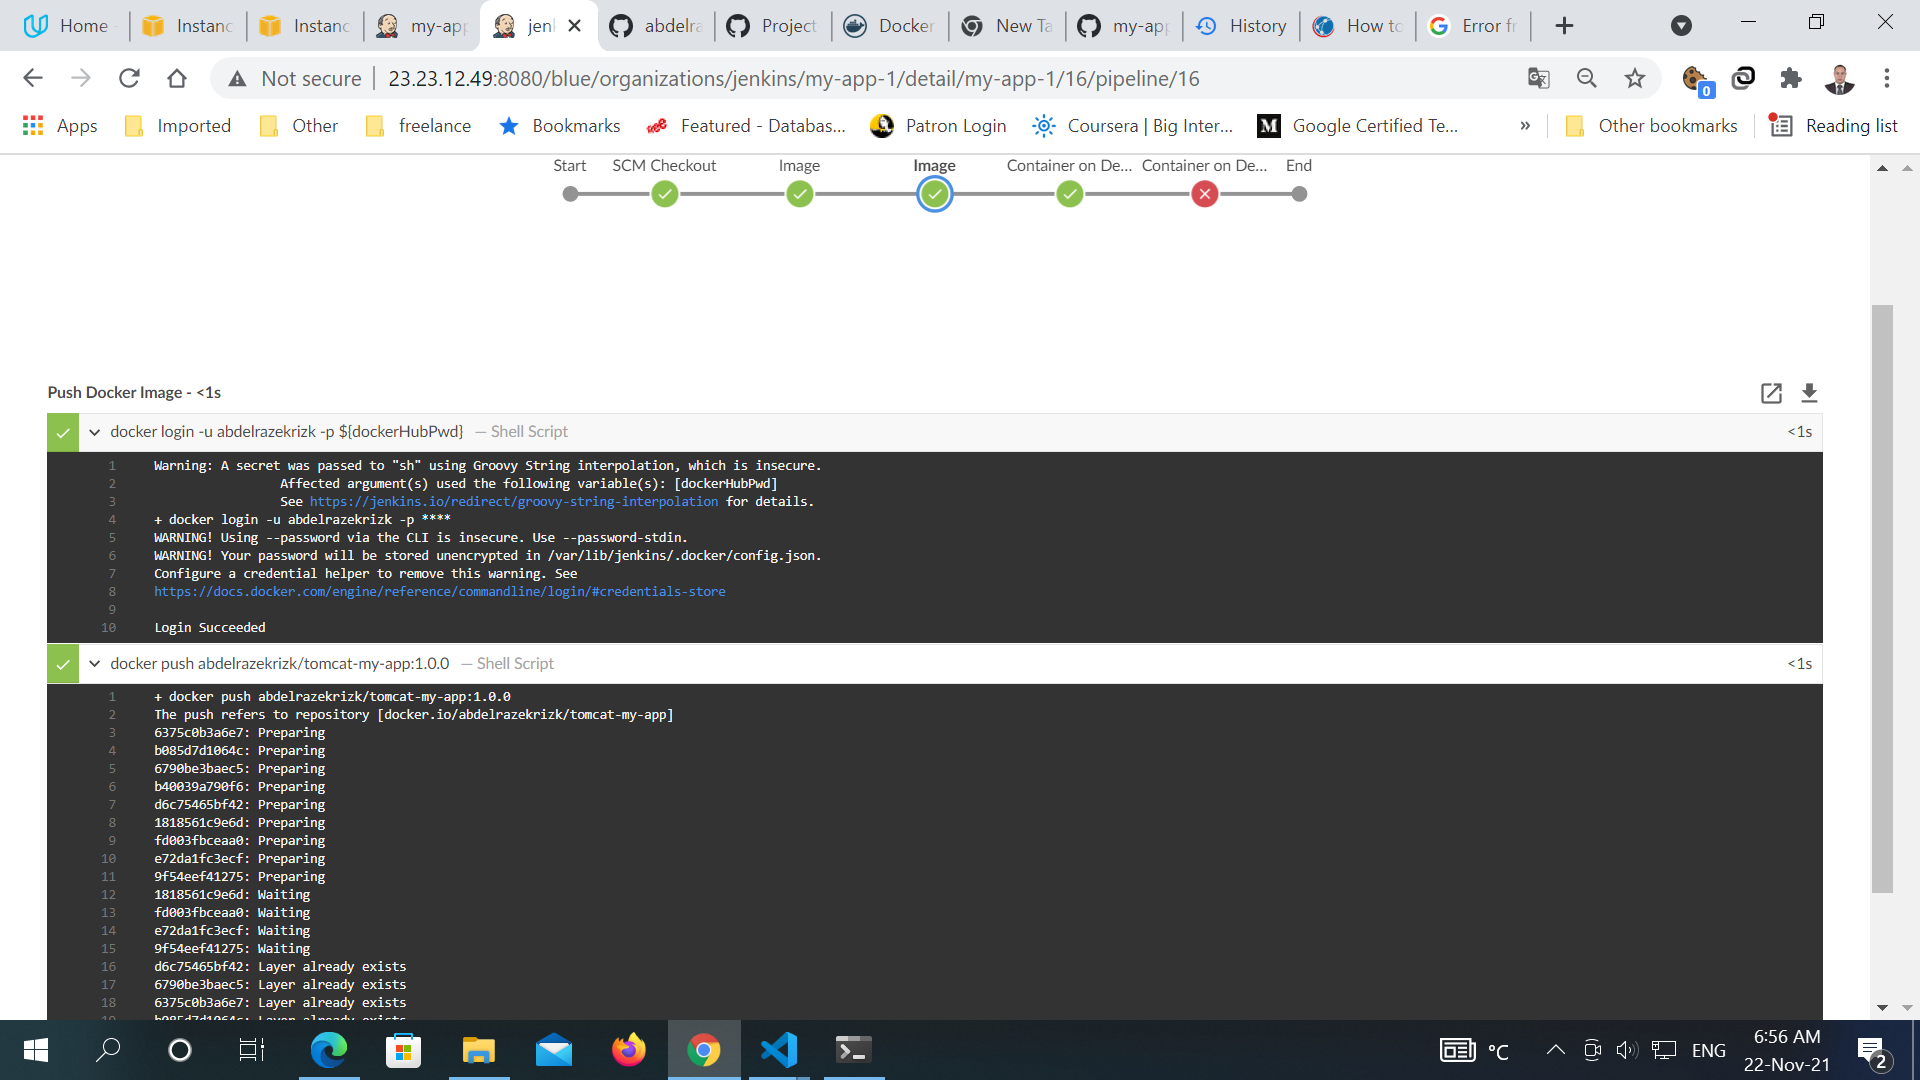 Home
Instanc
Instanc
my-app
jenl
abdelra
Project
Docker
New Ta
my-app
History
How to
Error fr
Not secure
23.23.12.49:8080/blue/organizations/jenkins/my-app-1/detail/my-app-1/16/pipeline/16
0
Apps
Imported
Other
freelance
Bookmarks
Featured - Databas...
Patron Login
Coursera | Big Inter...
Google Certified Te...
»
Other bookmarks
Reading list
Start
SCM Checkout
Image
Image
Container on De...
Container on De...
End
Push Docker Image - <1s
docker login -u abdelrazekrizk -p ${dockerHubPwd} — Shell Script <1s
1 Warning: A secret was passed to "sh" using Groovy String interpolation, which is insecure.
2 Affected argument(s) used the following variable(s): [dockerHubPwd]
3 See https://jenkins.io/redirect/groovy-string-interpolation for details.
4 + docker login -u abdelrazekrizk -p ****
5 WARNING! Using --password via the CLI is insecure. Use --password-stdin.
6 WARNING! Your password will be stored unencrypted in /var/lib/jenkins/.docker/config.json.
7 Configure a credential helper to remove this warning. See
8 https://docs.docker.com/engine/reference/commandline/login/#credentials-store
9
10 Login Succeeded
docker push abdelrazekrizk/tomcat-my-app:1.0.0 — Shell Script <1s
1 + docker push abdelrazekrizk/tomcat-my-app:1.0.0
2 The push refers to repository [docker.io/abdelrazekrizk/tomcat-my-app]
3 6375c0b3a6e7: Preparing
4 b085d7d1064c: Preparing
5 6790be3baec5: Preparing
6 b40039a790f6: Preparing
7 d6c75465bf42: Preparing
8 1818561c9e6d: Preparing
9 fd003fbceaa0: Preparing
10 e72da1fc3ecf: Preparing
11 9f54eef41275: Preparing
12 1818561c9e6d: Waiting
13 fd003fbceaa0: Waiting
14 e72da1fc3ecf: Waiting
15 9f54eef41275: Waiting
16 d6c75465bf42: Layer already exists
17 6790be3baec5: Layer already exists
18 6375c0b3a6e7: Layer already exists
19 b085d7d1064c: Layer already exists
°C
ENG
6:56 AM
22-Nov-21
2